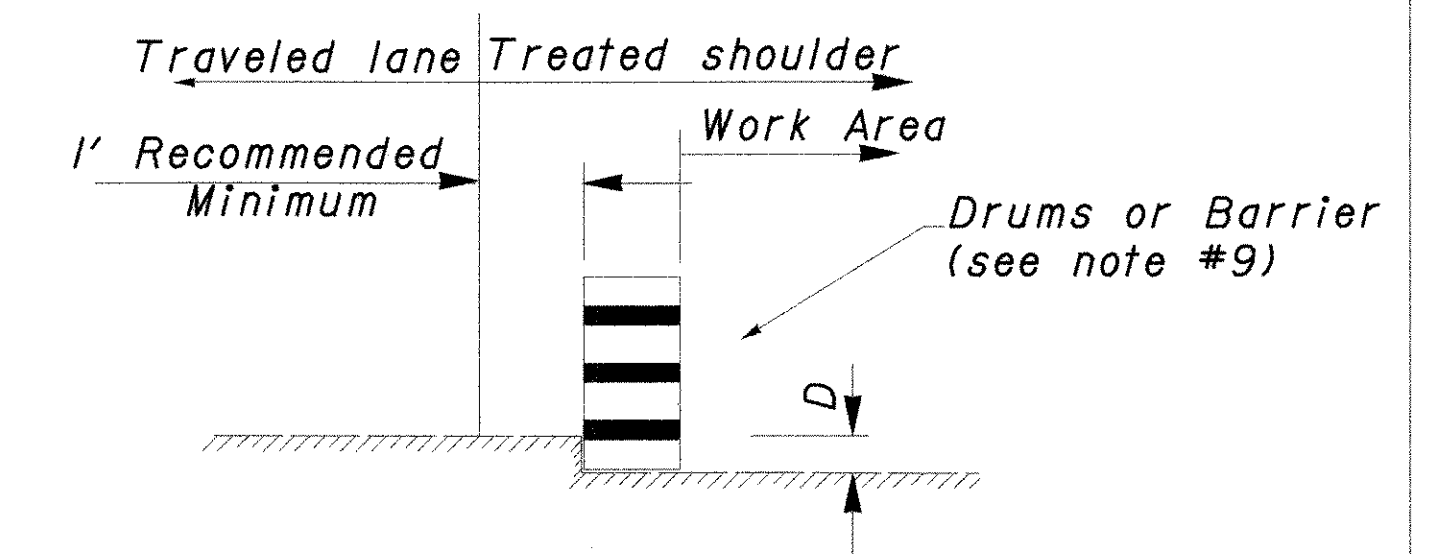 Traveled lane Treated shoulder
Work Area
1' Recommended
Minimum
Drums or Barrier
(see note #9)
D